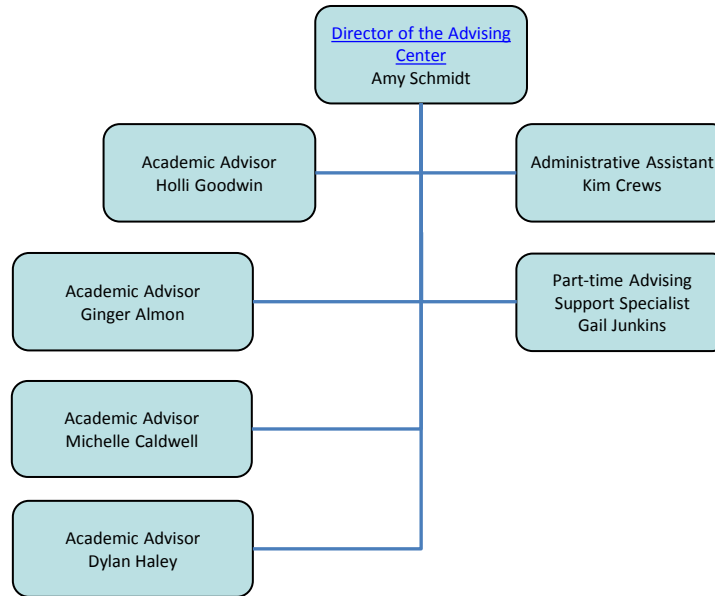 Director of the Advising
Center
Amy Schmidt
Academic Advisor
Holli Goodwin
Administrative Assistant
Kim Crews
Academic Advisor
Ginger Almon
Part-time Advising
Support Specialist
Gail Junkins
Academic Advisor
Michelle Caldwell
Academic Advisor
Dylan Haley